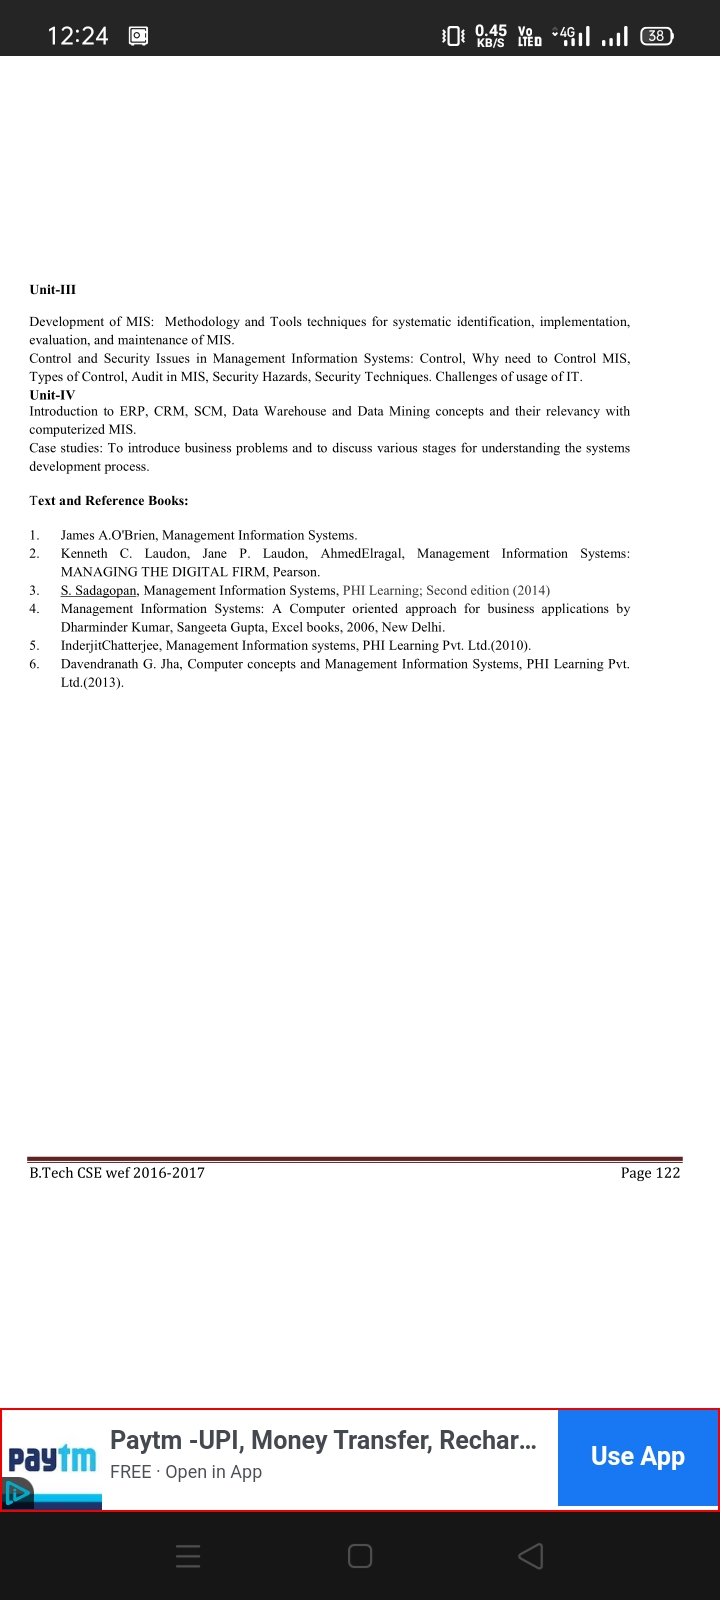 12:24
0.45 KB/S Vo LTE D 4G 38
Unit-III
Development of MIS: Methodology and Tools techniques for systematic identification, implementation,
evaluation, and maintenance of MIS.
Control and Security Issues in Management Information Systems: Control, Why need to Control MIS,
Types of Control, Audit in MIS, Security Hazards, Security Techniques. Challenges of usage of IT.
Unit-IV
Introduction to ERP, CRM, SCM, Data Warehouse and Data Mining concepts and their relevancy with
computerized MIS.
Case studies: To introduce business problems and to discuss various stages for understanding the systems
development process.
Text and Reference Books:
1. James A.O'Brien, Management Information Systems.
2. Kenneth C. Laudon, Jane P. Laudon, AhmedElragal, Management Information Systems:
MANAGING THE DIGITAL FIRM, Pearson.
3. S. Sadagopan, Management Information Systems, PHI Learning; Second edition (2014)
4. Management Information Systems: A Computer oriented approach for business applications by
Dharminder Kumar, Sangeeta Gupta, Excel books, 2006, New Delhi.
5. InderjitChatterjee, Management Information systems, PHI Learning Pvt. Ltd.(2010).
6. Davendranath G. Jha, Computer concepts and Management Information Systems, PHI Learning Pvt.
Ltd.(2013).
B.Tech CSE wef 2016-2017 Page 122
paytm
Paytm -UPI, Money Transfer, Rechar...
FREE · Open in App
Use App